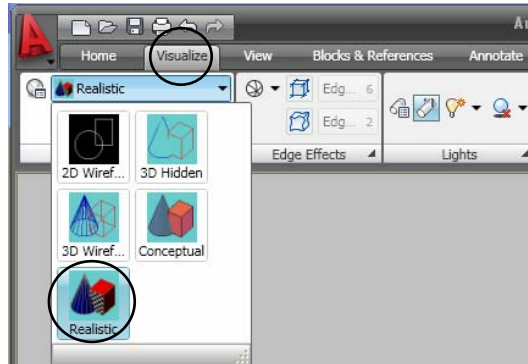 Au
Home Visualize View Blocks & References Annotate
Realistic Edg... 6
Edg... 2
Edge Effects Lights
2D Wiref... 3D Hidden
3D Wiref... Conceptual
Realistic